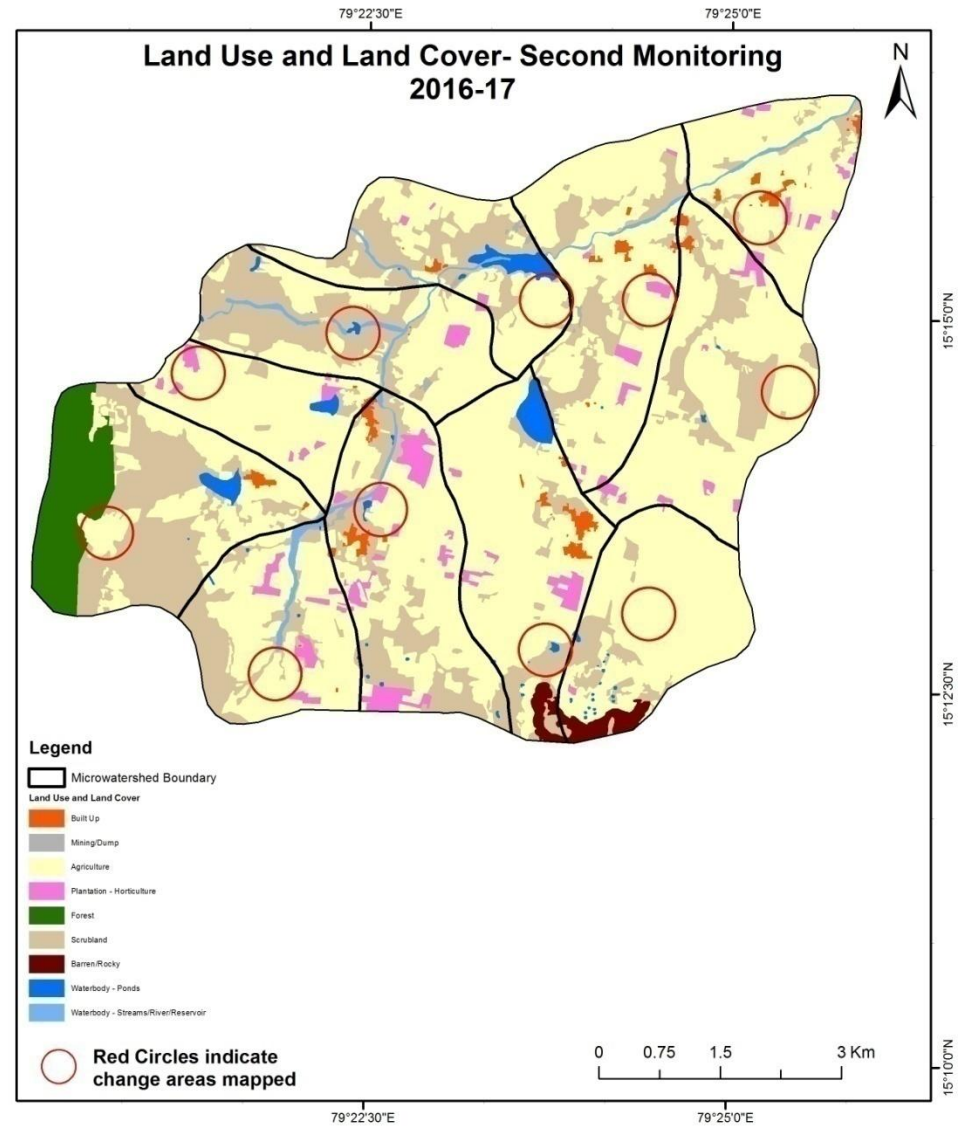 79°22'30"E
79°25'0"E
Land Use and Land Cover- Second Monitoring
2016-17
N
15°15'0"N
15°12'30"N
Legend
Microwatershed Boundary
Land Use and Land Cover
Built Up
Mining/Dump
Agriculture
Plantation - Horticulture
Forest
Scrubland
Barren/Rocky
Waterbody - Ponds
Waterbody - Streams/River/Reservoir
Red Circles indicate
change areas mapped
0 0.75 1.5 3 Km
15°10'0"N
79°22'30"E
79°25'0"E